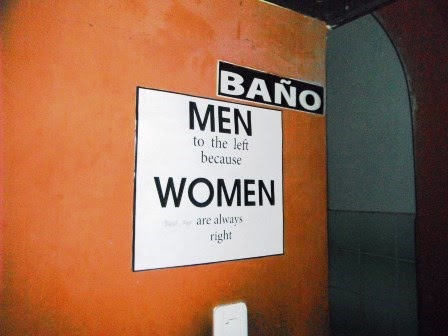 BAÑO
MEN
to the left
because
WOMEN
are always
right